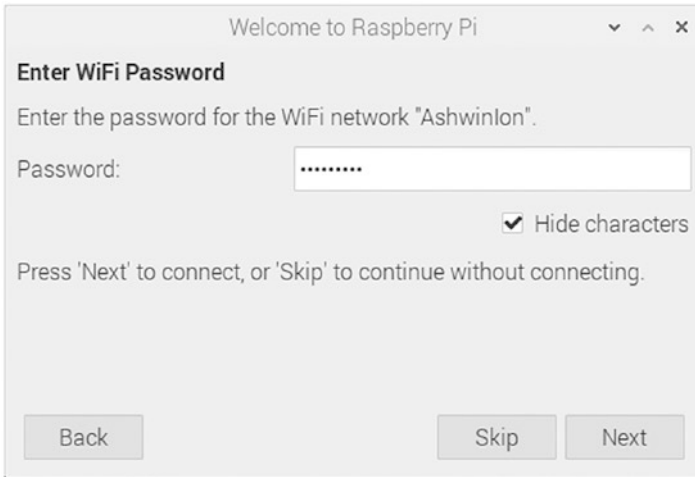 Welcome to Raspberry Pi
Enter WiFi Password
Enter the password for the WiFi network "AshwinIon".
Password: •••••••••
Hide characters
Press 'Next' to connect, or 'Skip' to continue without connecting.
Back Skip Next